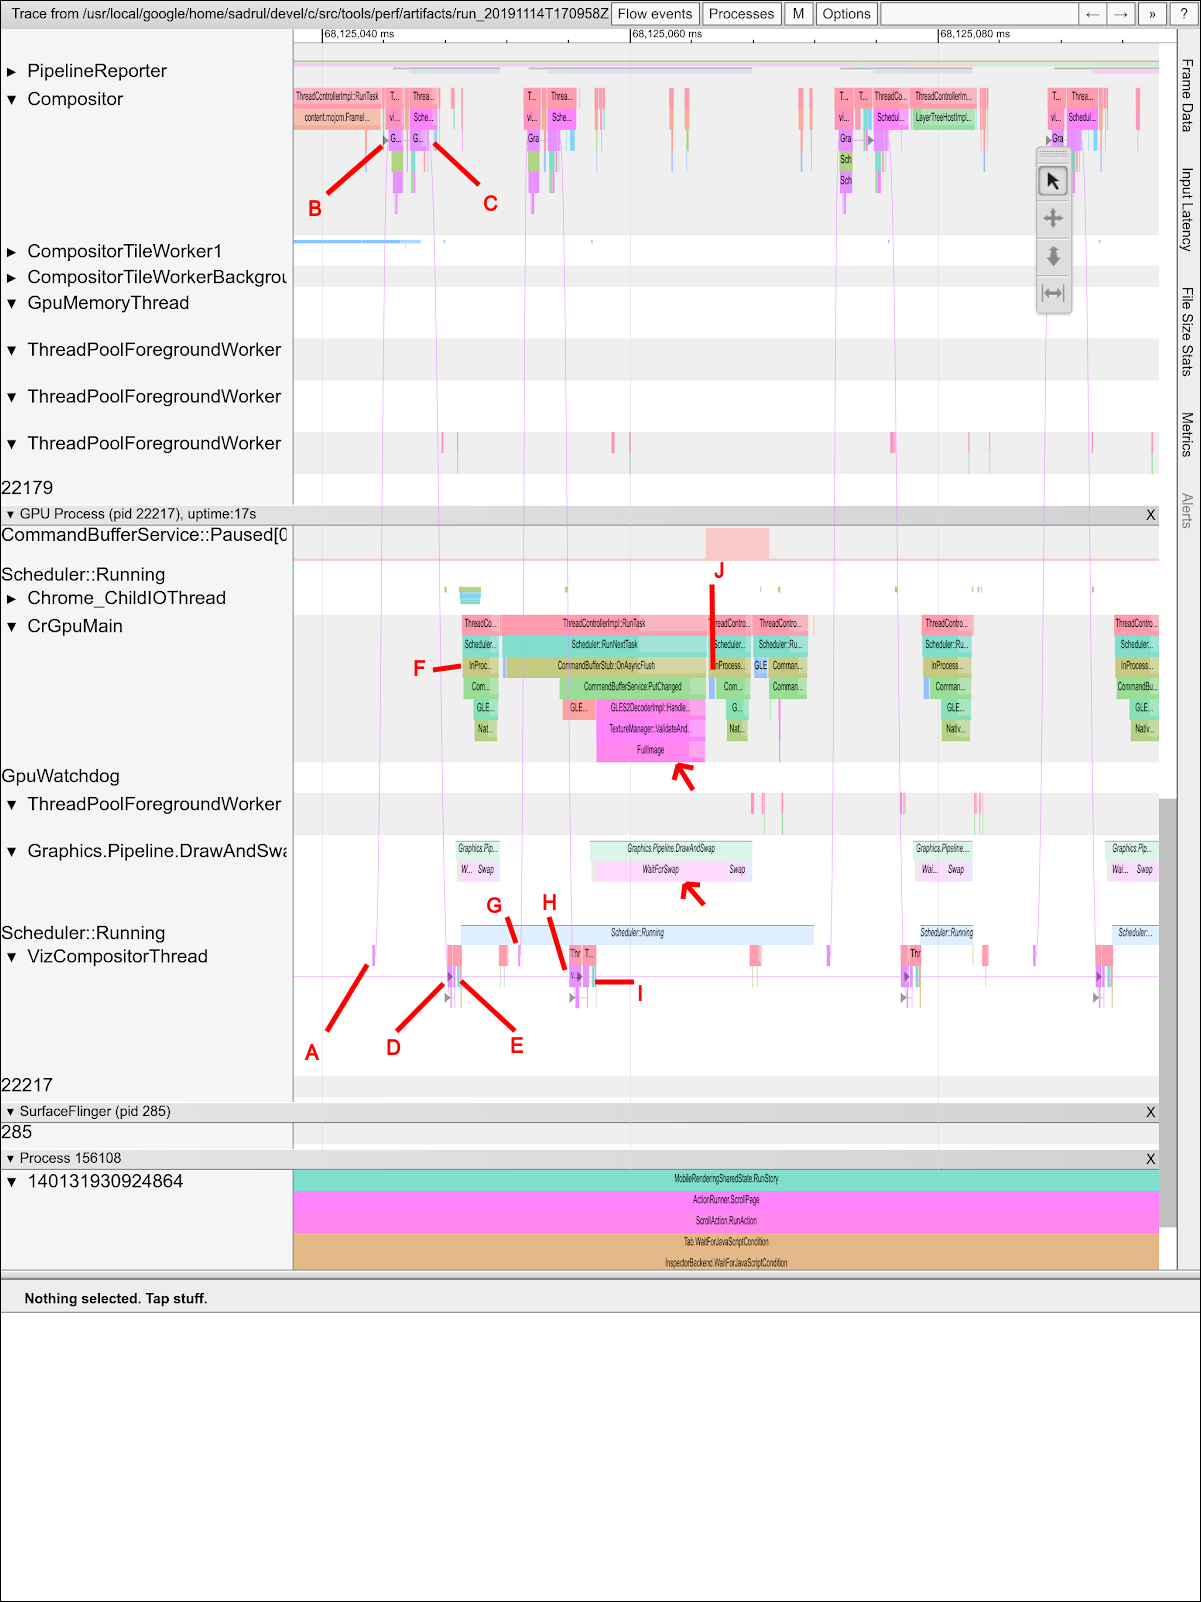 Trace from /usr/local/google/home/sadrul/devel/c/src/tools/perf/artifacts/run_20191114T170958Z Flow events Processes M Options ← → » ?
68,125,040 ms 68,125,060 ms 68,125,080 ms
PipelineReporter
Compositor
ThreadControllerImpl::RunTask T... Threa... T... Threa... T... T... ThreadCo... ThreadControllerIm... T... Threa...
content.mojom.FrameI... vi... Sche... vi... Sche... vi... Schedul... LayerTreeHostImpl... vi... Schedul...
G... G... Gra Gra Gra
Sch
Sch
B C
CompositorTileWorker1
CompositorTileWorkerBackgrou
GpuMemoryThread
ThreadPoolForegroundWorker
ThreadPoolForegroundWorker
ThreadPoolForegroundWorker
22179
GPU Process (pid 22217), uptime:17s X
CommandBufferService::Paused[0
Scheduler::Running
J
Chrome_ChildIOThread
CrGpuMain
ThreadCo... ThreadControllerImpl::RunTask ThreadContro... ThreadContro... ThreadContro... ThreadContro...
Scheduler... Scheduler::RunNextTask Scheduler... Scheduler::Ru... Scheduler::Ru... Scheduler:...
F InProc... CommandBufferStub::OnAsyncFlush InProcess... GLE Comman... InProcess... InProcess...
Com... CommandBufferService:PutChanged Com... Comman... Comman... CommandBu...
GLE... GLE... GLES2DecoderImpl::Handle... G... GLE... GLE...
Nat... TextureManager::ValidateAnd... Nat... Nativ... Nativ...
FullImage
GpuWatchdog
ThreadPoolForegroundWorker
Graphics.Pipeline.DrawAndSwa
Graphics.Pip... Graphics.Pipeline.DrawAndSwap Graphics.Pipeline.... Graphics.Pip...
W... Swap WaitForSwap Swap Wai... Swap Wai... Swap
G H
Scheduler::Running
Scheduler::Running Scheduler::Running Scheduler:...
VizCompositorThread
Thr T... Thr
I
A D E
22217
SurfaceFlinger (pid 285) X
285
Process 156108 X
140131930924864
MobileRenderingSharedState.RunStory
ActionRunner.ScrollPage
ScrollAction.RunAction
Tab.WaitForJavaScriptCondition
InspectorBackend.WaitForJavaScriptCondition
Nothing selected. Tap stuff.
Frame Data
Input Latency
File Size Stats
Metrics
Alerts